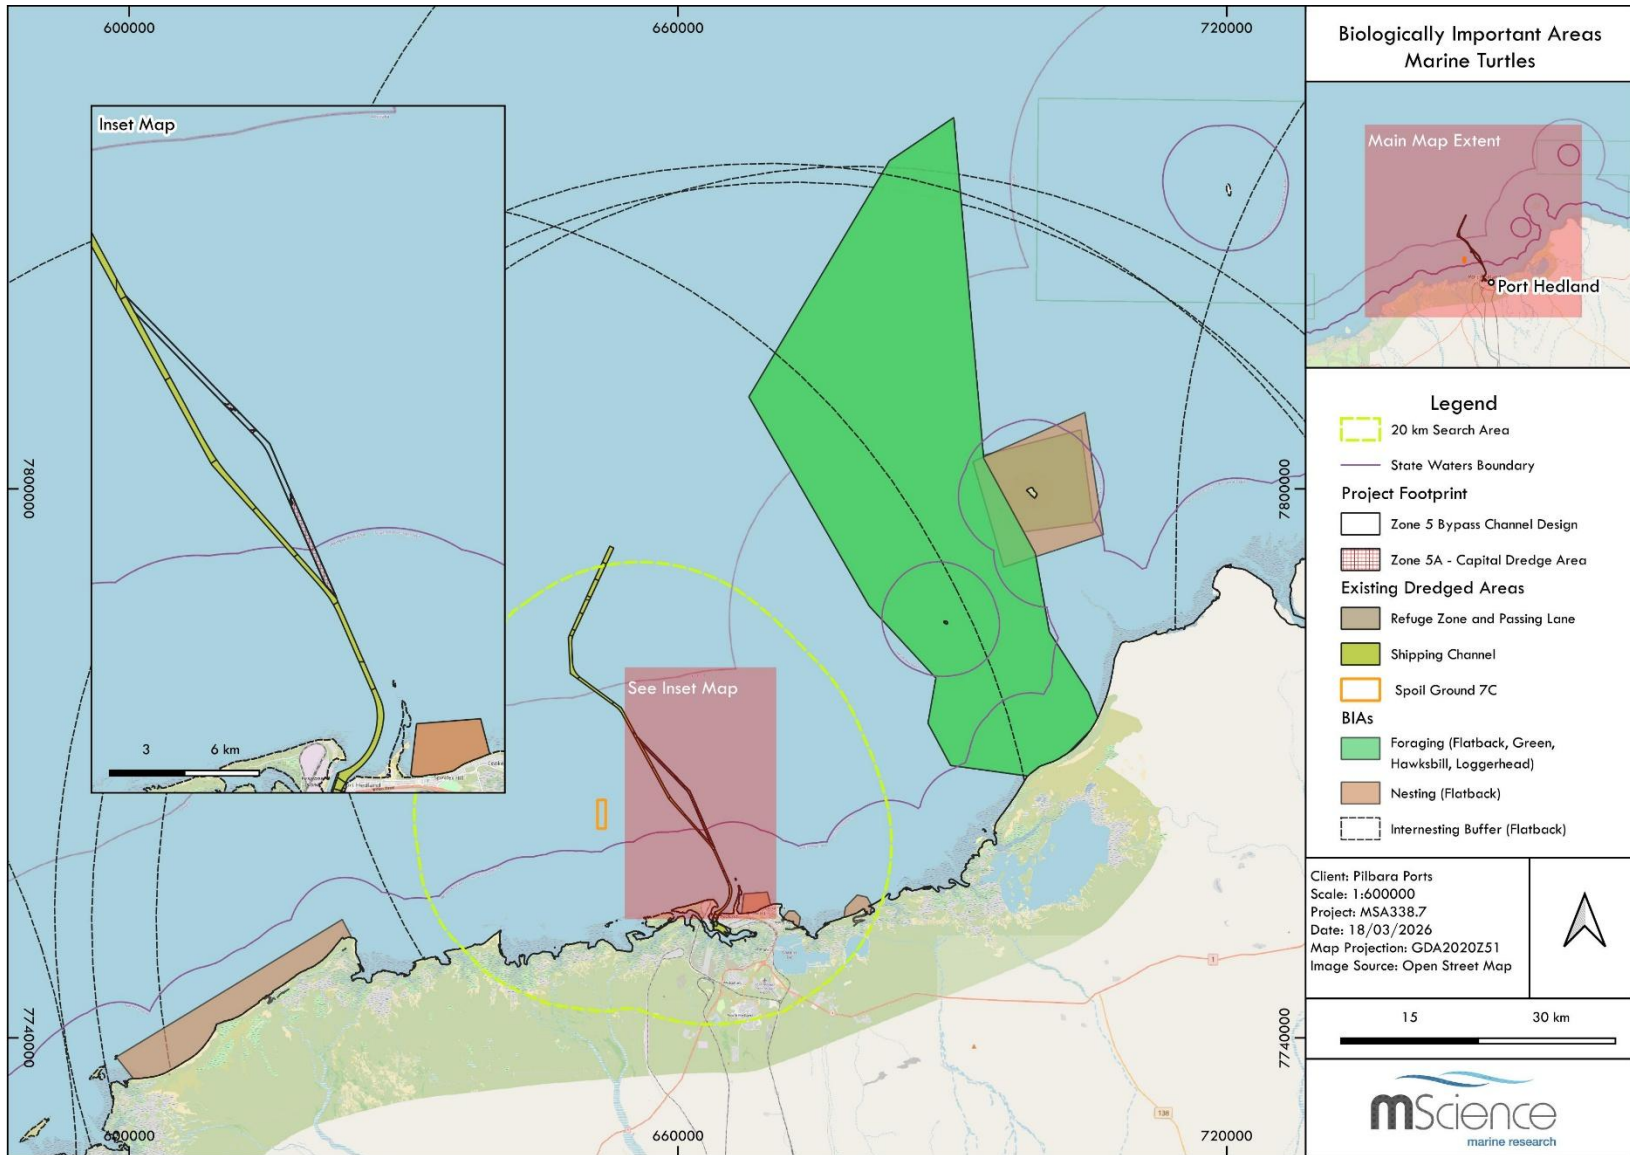 600000
660000
720000
Inset Map
3
6 km
Port Hedland
See Inset Map
7800000
7800000
7740000
7740000
1
138
600000
660000
720000
Biologically Important Areas
Marine Turtles
Main Map Extent
Port Hedland
Legend
20 km Search Area
State Waters Boundary
Project Footprint
Zone 5 Bypass Channel Design
Zone 5A - Capital Dredge Area
Existing Dredged Areas
Refuge Zone and Passing Lane
Shipping Channel
Spoil Ground 7C
BIAs
Foraging (Flatback, Green,
Hawksbill, Loggerhead)
Nesting (Flatback)
Internesting Buffer (Flatback)
Client: Pilbara Ports
Scale: 1:600000
Project: MSA338.7
Date: 18/03/2026
Map Projection: GDA2020Z51
Image Source: Open Street Map
15
30 km
mScience
marine research